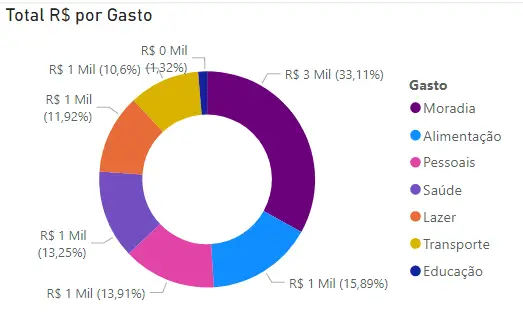 Total R$ por Gasto
R$ 0 Mil
(1,32%)
R$ 1 Mil (10,6%)
R$ 3 Mil (33,11%)
R$ 1 Mil
(11,92%)
R$ 1 Mil
(13,25%)
R$ 1 Mil (13,91%)
R$ 1 Mil (15,89%)
Gasto
Moradia
Alimentação
Pessoais
Saúde
Lazer
Transporte
Educação